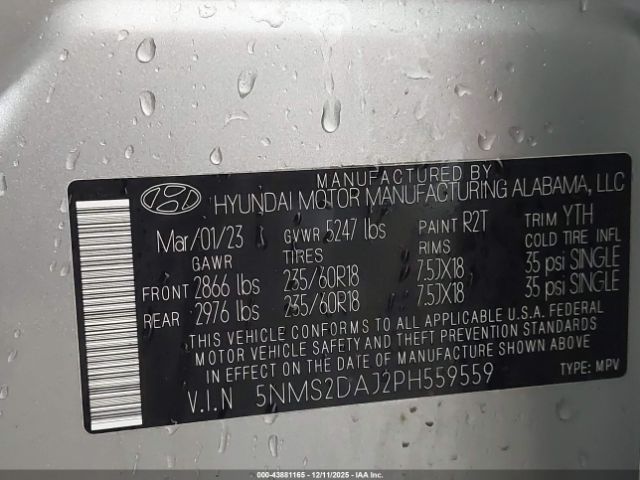 MANUFACTURED BY
HYUNDAI MOTOR MANUFACTURING ALABAMA, LLC
Mar/01/23 GVWR 5247 lbs PAINT R2T TRIM YTH
GAWR TIRES RIMS COLD TIRE INFL
FRONT 2866 lbs 235/60R18 7.5JX18 35 psi SINGLE
REAR 2976 lbs 235/60R18 7.5JX18 35 psi SINGLE
THIS VEHICLE CONFORMS TO ALL APPLICABLE U.S.A. FEDERAL
MOTOR VEHICLE SAFETY AND THEFT PREVENTION STANDARDS
IN EFFECT ON THE DATE OF MANUFACTURE SHOWN ABOVE.
V.I.N 5NMS2DAJ2PH559559 TYPE: MPV
000-43881165 - 12/11/2025 - IAA Inc.